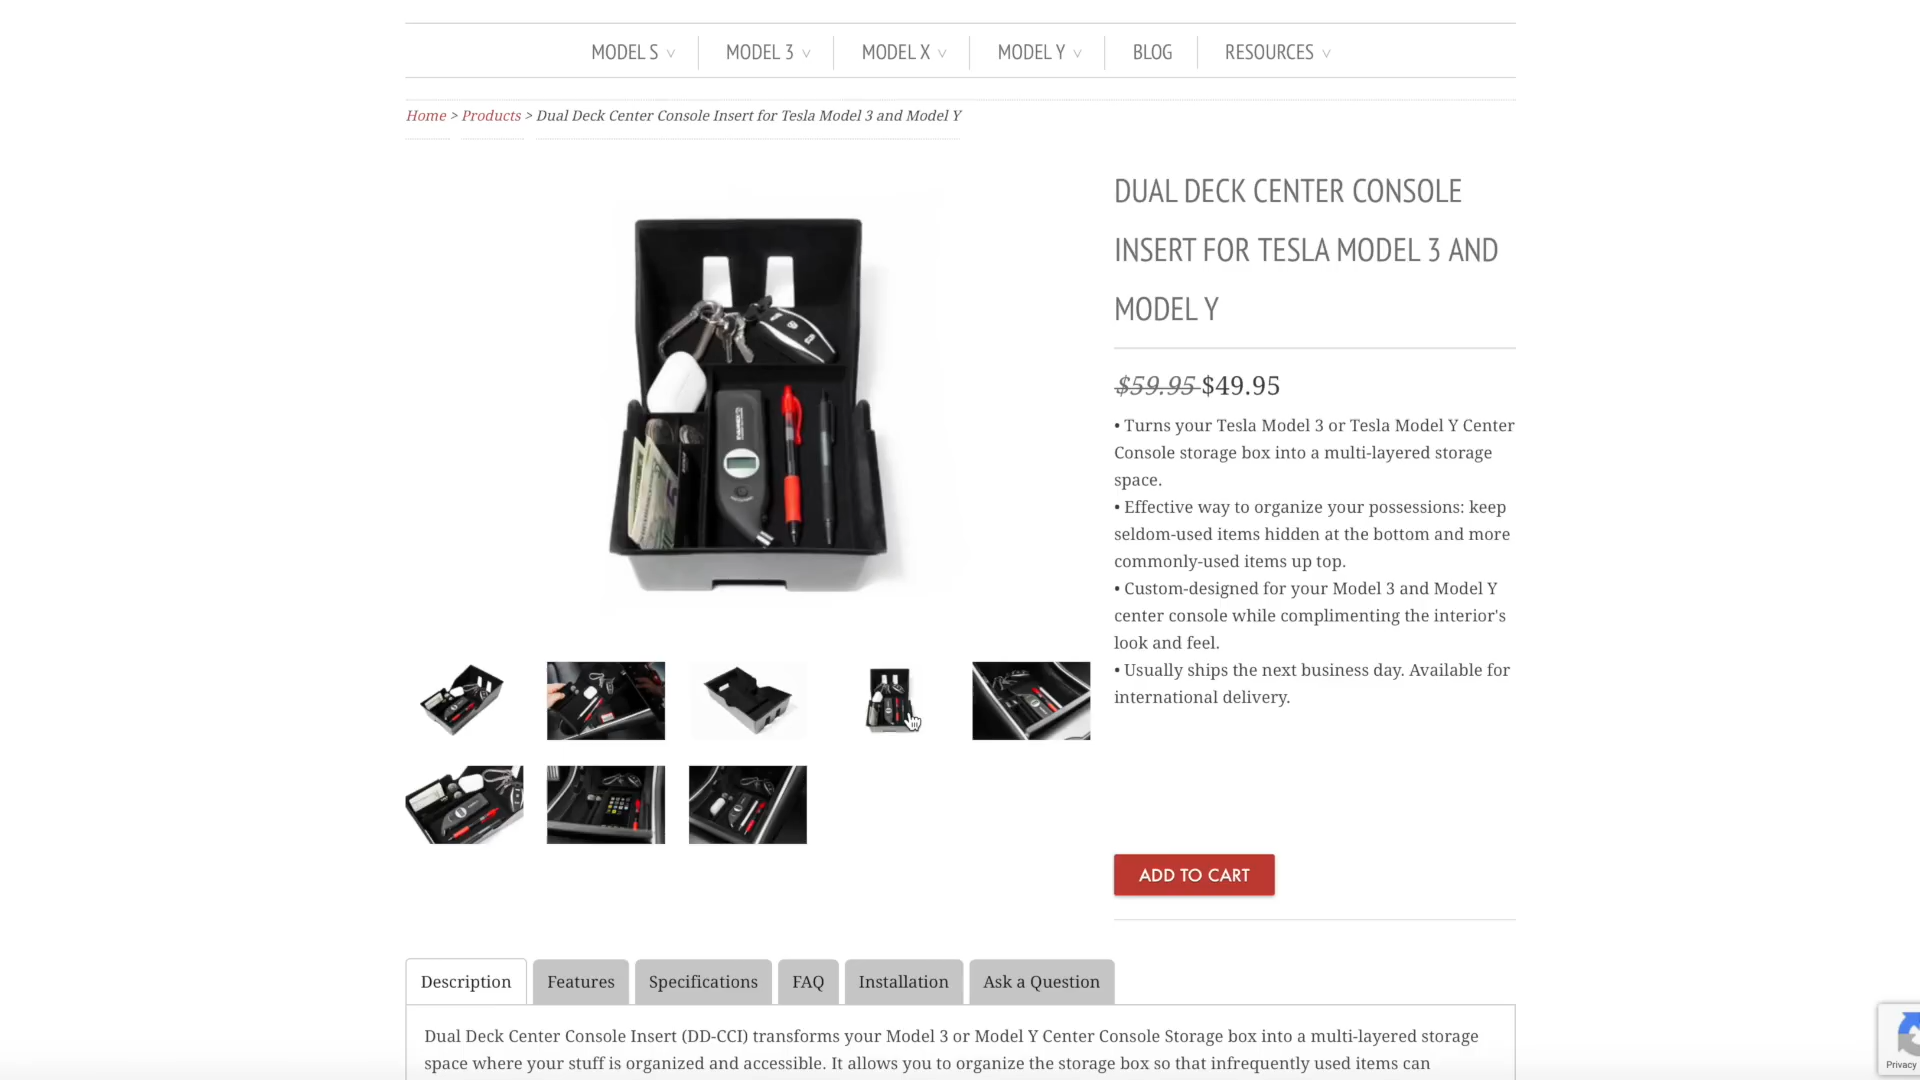 MODEL S
MODEL 3
MODEL X
MODEL Y
BLOG
RESOURCES
Home > Products > Dual Deck Center Console Insert for Tesla Model 3 and Model Y
DUAL DECK CENTER CONSOLE
INSERT FOR TESLA MODEL 3 AND
MODEL Y
$59.95 $49.95
• Turns your Tesla Model 3 or Tesla Model Y Center
Console storage box into a multi-layered storage
space.
• Effective way to organize your possessions: keep
seldom-used items hidden at the bottom and more
commonly-used items up top.
• Custom-designed for your Model 3 and Model Y
center console while complimenting the interior's
look and feel.
• Usually ships the next business day. Available for
international delivery.
ADD TO CART
Description
Features
Specifications
FAQ
Installation
Ask a Question
Dual Deck Center Console Insert (DD-CCI) transforms your Model 3 or Model Y Center Console Storage box into a multi-layered storage
space where your stuff is organized and accessible. It allows you to organize the storage box so that infrequently used items can
Privacy